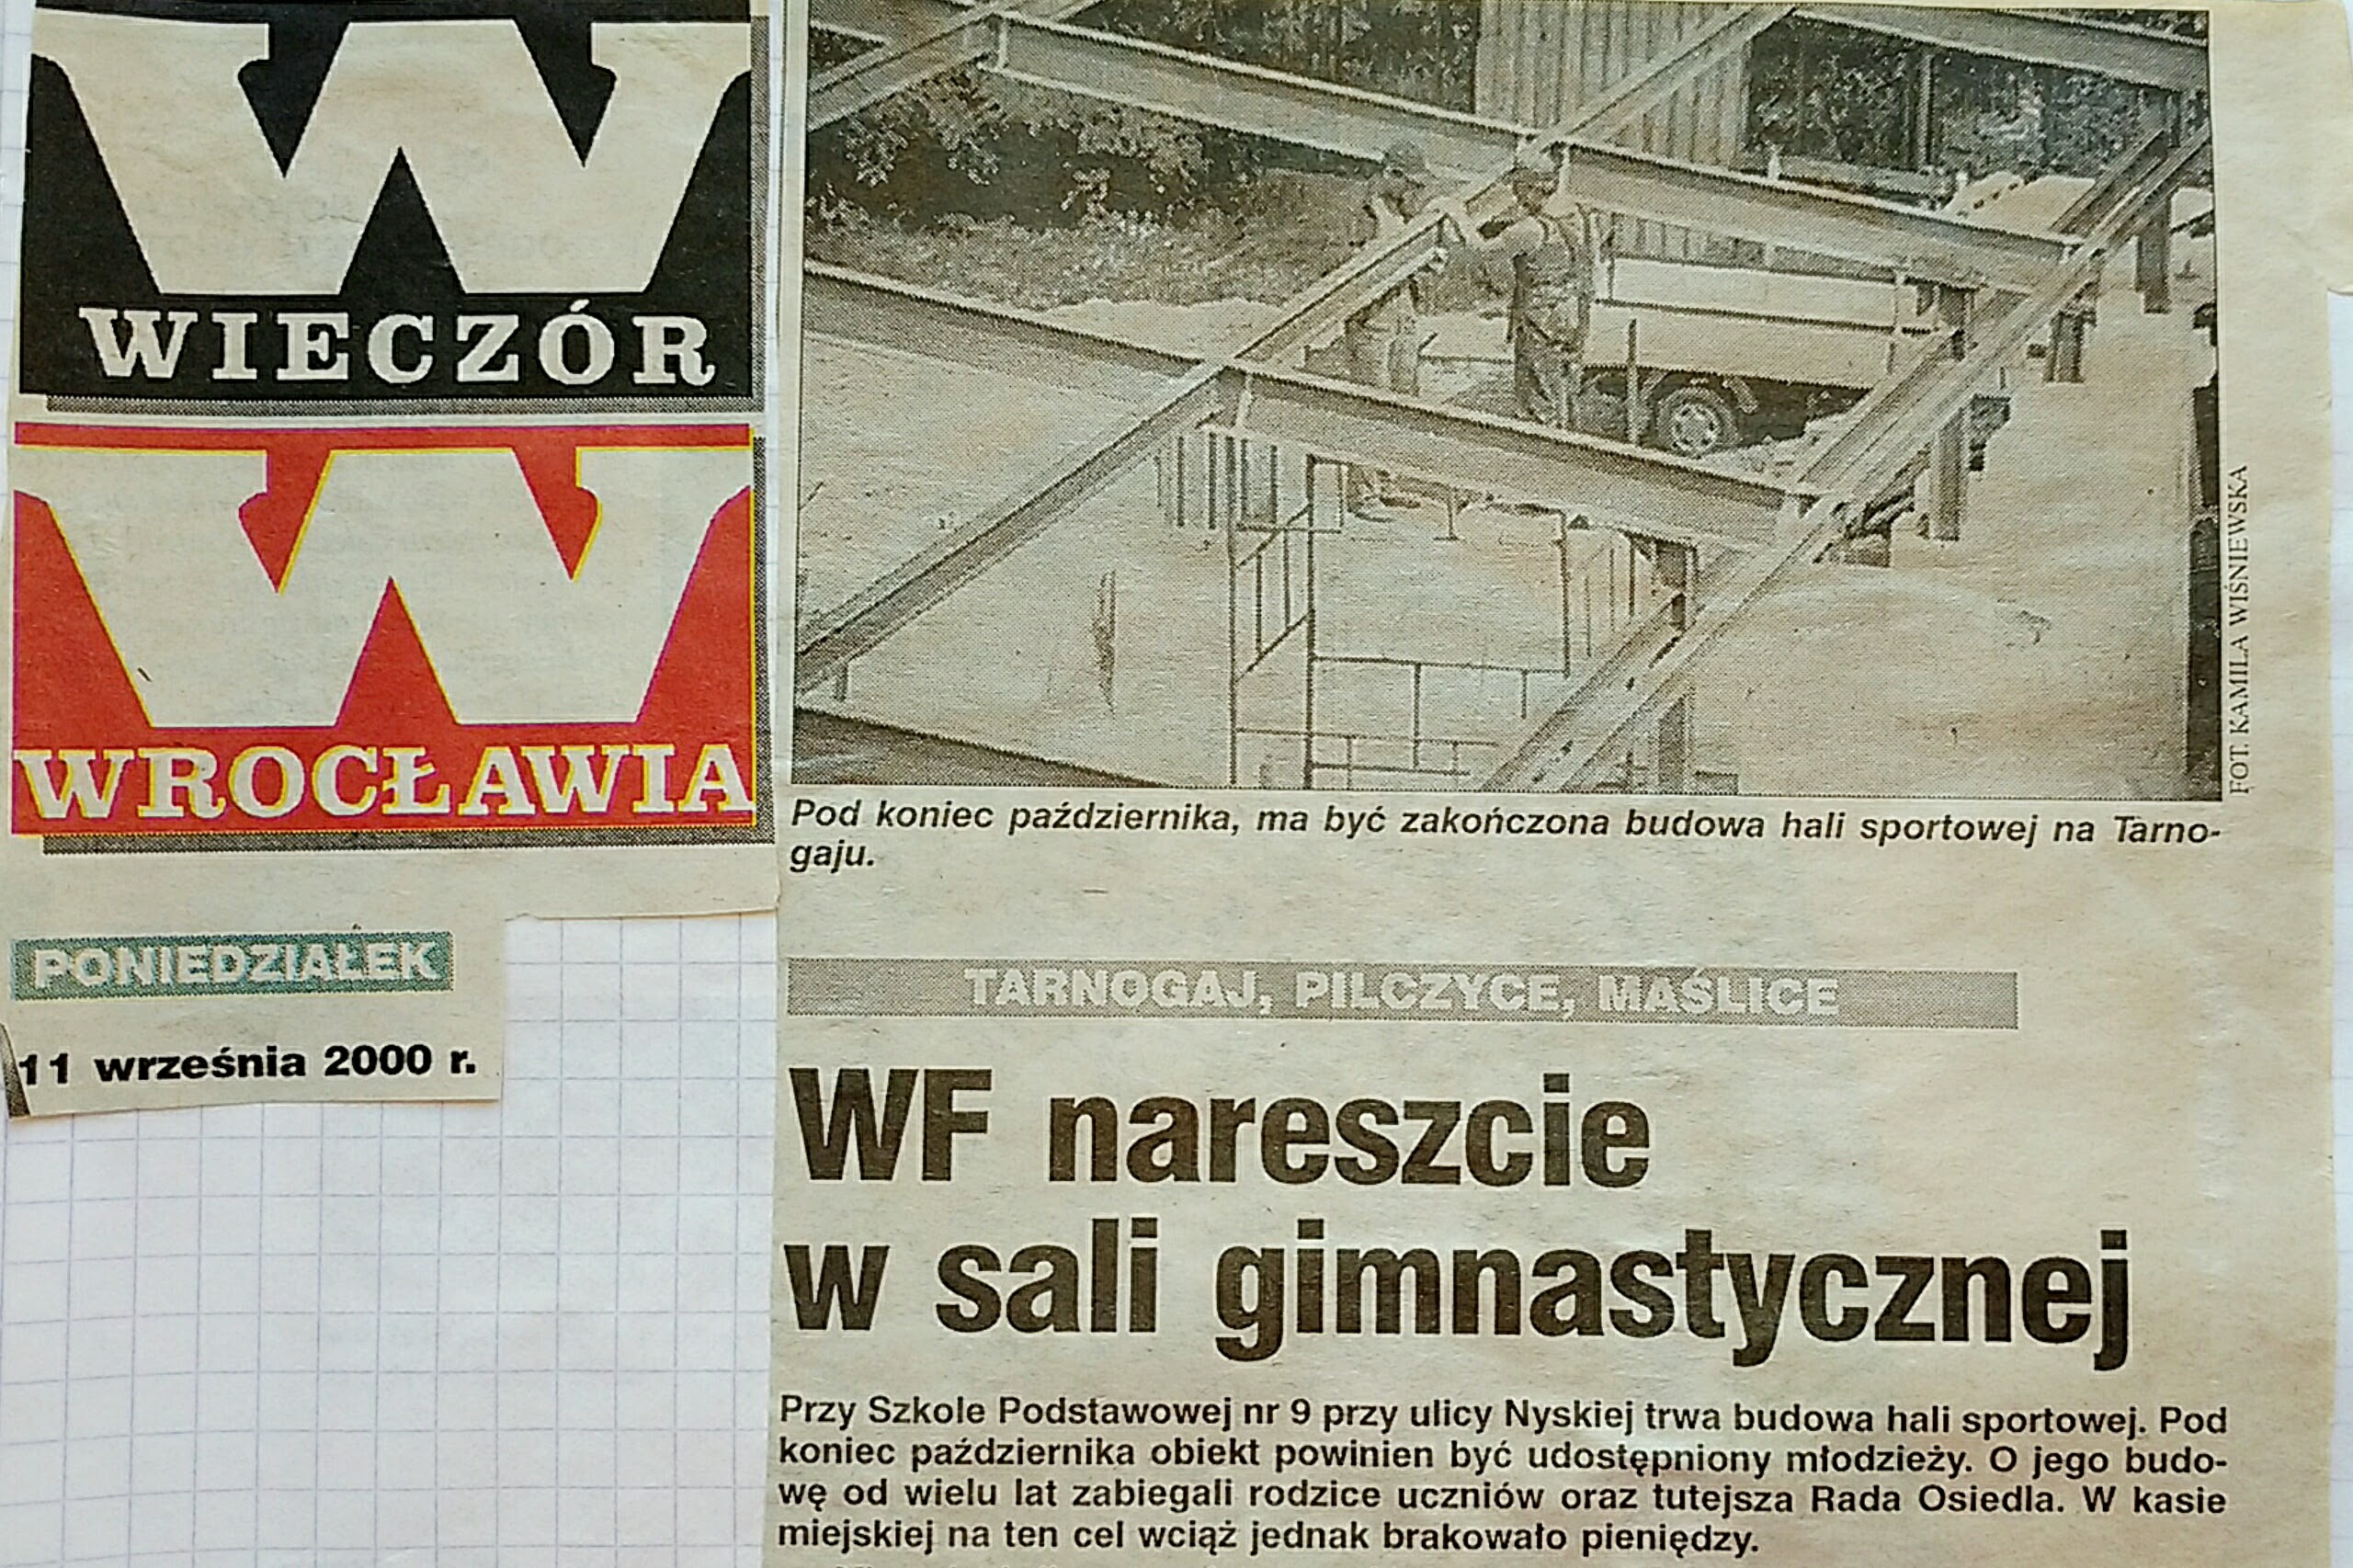 WIECZÓR
WROCŁAWIA
PONIEDZIAŁEK
11 września 2000 r.
FOT. KAMILA WIŚNIEWSKA
Pod koniec października, ma być zakończona budowa hali sportowej na Tarno-
gaju.
TARNOGAJ, PILCZYCE, MAŚLICE
WF nareszcie
w sali gimnastycznej
Przy Szkole Podstawowej nr 9 przy ulicy Nyskiej trwa budowa hali sportowej. Pod
koniec października obiekt powinien być udostępniony młodzieży. O jego budo-
wę od wielu lat zabiegali rodzice uczniów oraz tutejsza Rada Osiedla. W kasie
miejskiej na ten cel wciąż jednak brakowało pieniędzy.